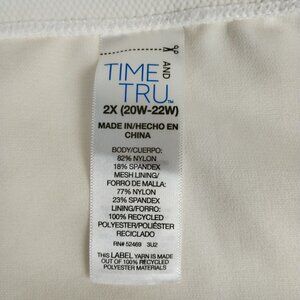 TIME AND
TRU™
2X (20W-22W)
MADE IN/HECHO EN
CHINA
BODY/CUERPO:
82% NYLON
18% SPANDEX
MESH LINING/
FORRO DE MALLA:
77% NYLON
23% SPANDEX
LINING/FORRO:
100% RECYCLED
POLYESTER/POLIÉSTER
RECICLADO
RN# 52469 3U2
THIS LABEL YARN IS MADE
OUT OF 100% RECYCLED
POLYESTER MATERIALS